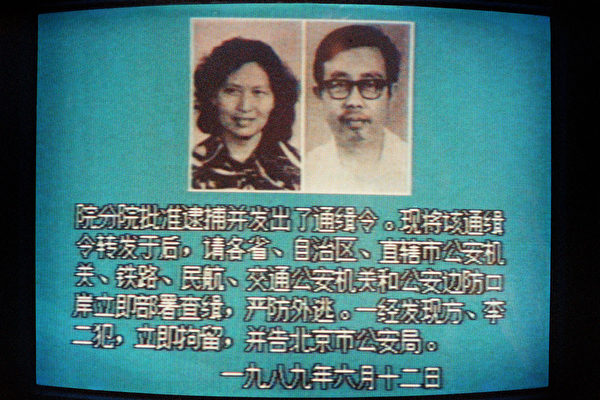 院分院批准逮捕并发出了通缉令。现将该通缉
令转发于后，请各省、自治区、直辖市公安机
关、铁路、民航、交通公安机关和公安边防口
岸立即部署查缉，严防外逃。一经发现方、李
二犯，立即拘留，并告北京市公安局。
一九八九年六月十二日